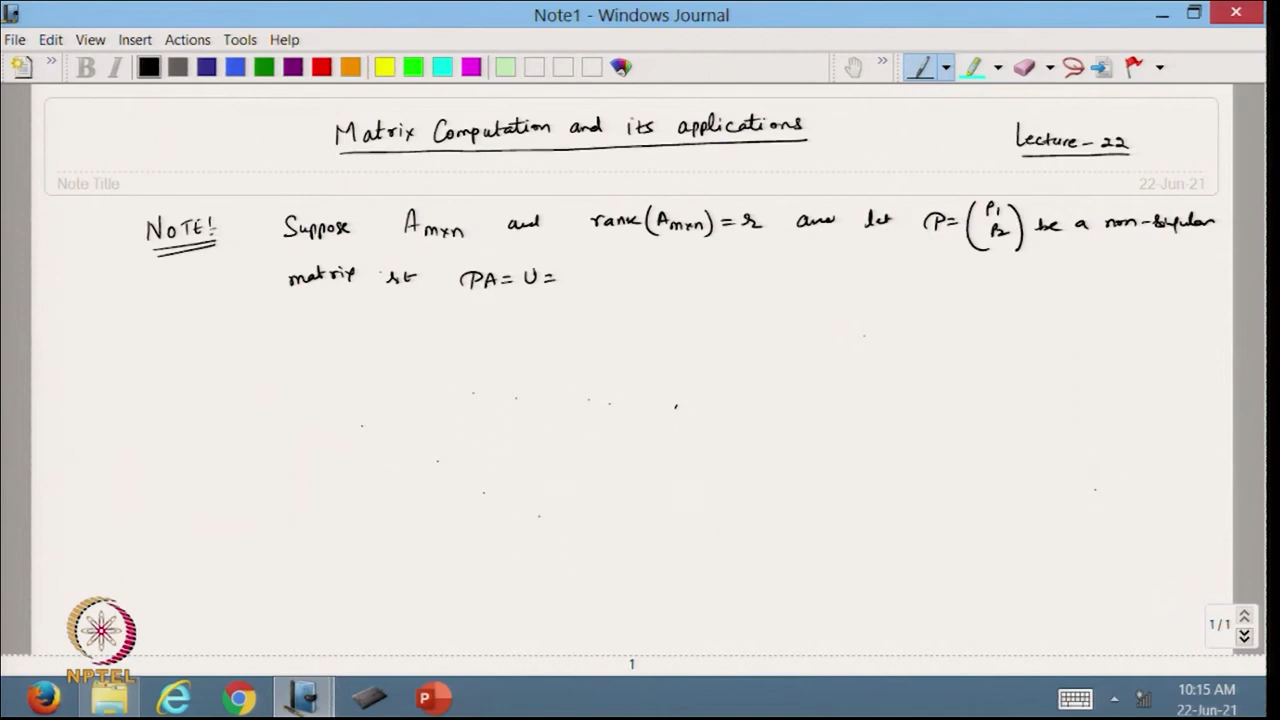 Note1 - Windows Journal
File Edit View Insert Actions Tools Help
Matrix Computation and its applications
Lecture - 22
Note Title
22-Jun-21
NOTE! Suppose A_{m×n} and rank (A_{m×n}) = r and let P = (P1 P2) be a non-singular
matrix st PA = U =
1/1
NPTEL
1
10:15 AM
22-Jun-21